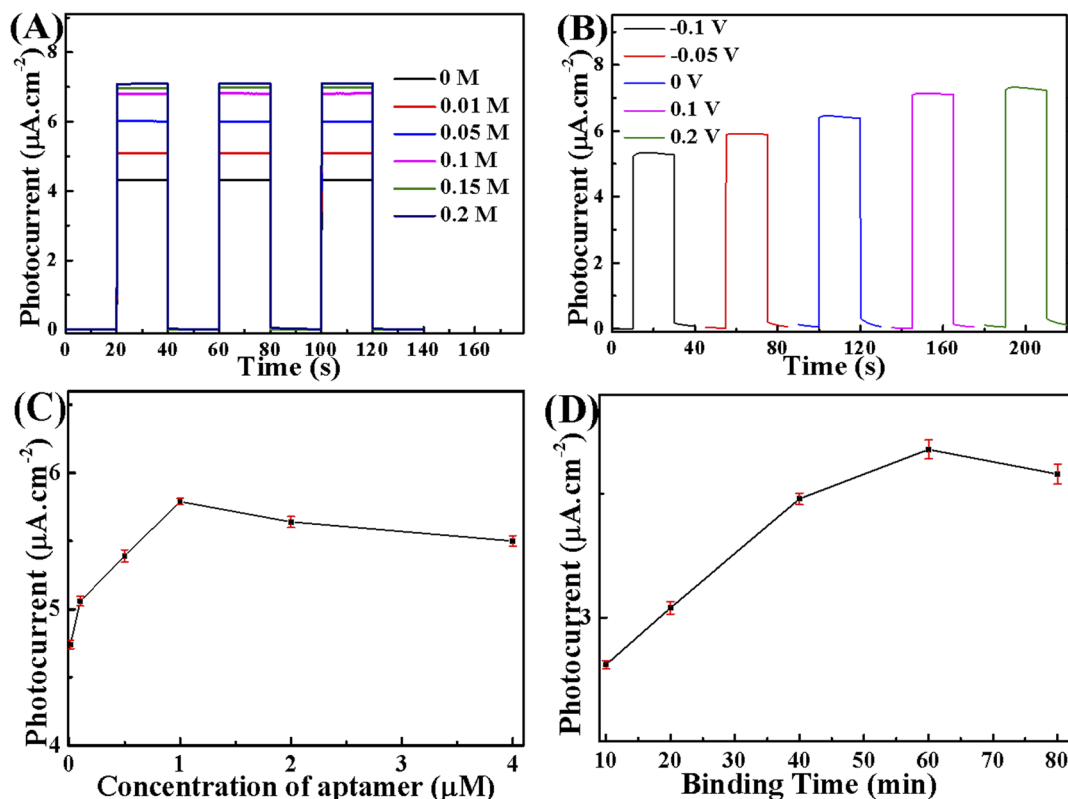 (A)
Photocurrent (μA.cm-2)
8
6
4
2
0
0 M
0.01 M
0.05 M
0.1 M
0.15 M
0.2 M
0 20 40 60 80 100 120 140 160
Time (s)
(B)
Photocurrent (μA.cm-2)
8
6
4
2
0
-0.1 V
-0.05 V
0 V
0.1 V
0.2 V
0 40 80 120 160 200
Time (s)
(C)
Photocurrent (μA.cm-2)
6
5
4
0 1 2 3 4
Concentration of aptamer (μM)
(D)
Photocurrent (μA.cm-2)
3
10 20 30 40 50 60 70 80
Binding Time (min)